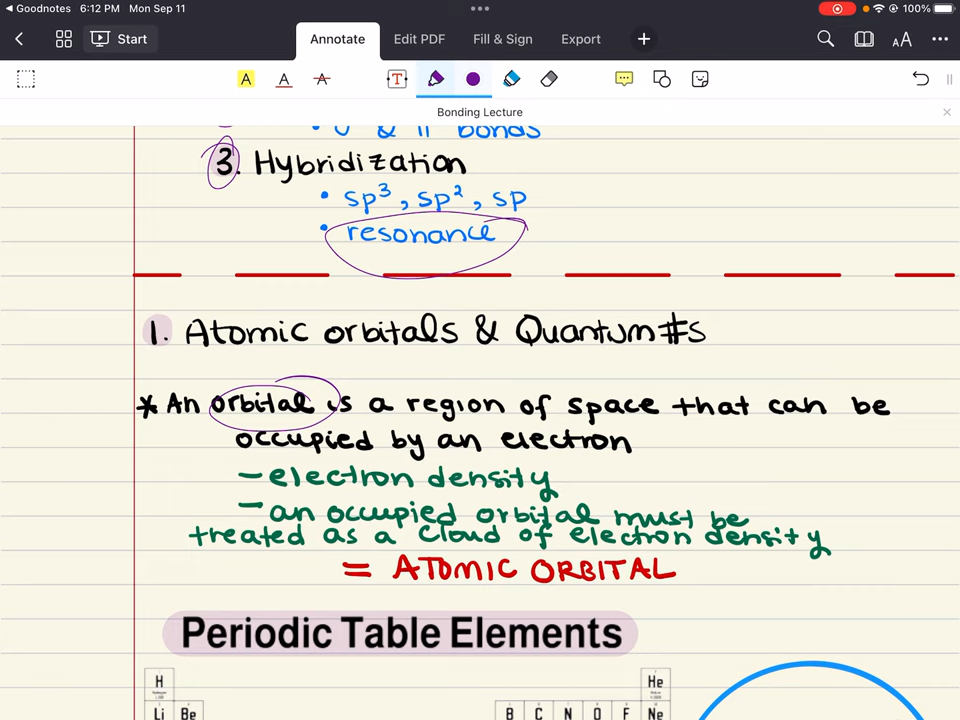 Goodnotes 6:12 PM Mon Sep 11 100%
Start Annotate Edit PDF Fill & Sign Export
Bonding Lecture
• σ & π bonds
3. Hybridization
• sp³, sp², sp
• resonance
1. Atomic orbitals & Quantum #s
* An orbital is a region of space that can be
occupied by an electron
- electron density
- an occupied orbital must be
treated as a cloud of electron density
= ATOMIC ORBITAL
Periodic Table Elements
H He
Li Be B C N O F Ne